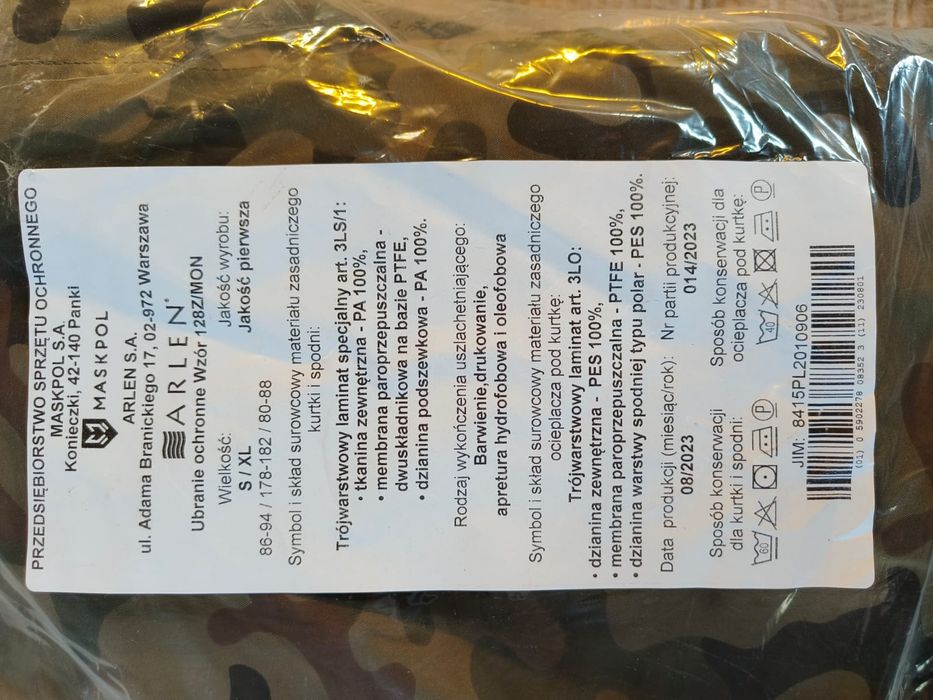 PRZEDSIĘBIORSTWO SPRZĘTU OCHRONNEGO
MASKPOL S.A.
Konieczki, 42-140 Panki
MASKPOL
ARLEN S.A.
ul. Adama Branickiego 17, 02-972 Warszawa
ARLEN®
Ubranie ochronne Wzór 128Z/MON
Wielkość: Jakość wyrobu:
S / XL Jakość pierwsza
86-94 / 178-182 / 80-88
Symbol i skład surowcowy materiału zasadniczego
kurtki i spodni:
Trójwarstwowy laminat specjalny art. 3LS/1:
• tkanina zewnętrzna - PA 100%,
• membrana paroprzepuszczalna -
dwuskładnikowa na bazie PTFE,
• dzianina podszewkowa - PA 100%.
Rodzaj wykończenia uszlachetniającego:
Barwienie,drukowanie,
apretura hydrofobowa i oleofobowa
Symbol i skład surowcowy materiału zasadniczego
ocieplacza pod kurtkę:
Trójwarstwowy laminat art. 3LO:
• dzianina zewnętrzna - PES 100%,
• membrana paroprzepuszczalna - PTFE 100%,
• dzianina warstwy spodniej typu polar - PES 100%.
Data produkcji (miesiąc/rok): Nr partii produkcyjnej:
08/2023 014/2023
Sposób konserwacji Sposób konserwacji dla
dla kurtki i spodni: ocieplacza pod kurtkę:
60 P 40 P
JIM: 8415PL2010906
(01) 0 5902278 08352 3 (11) 230801